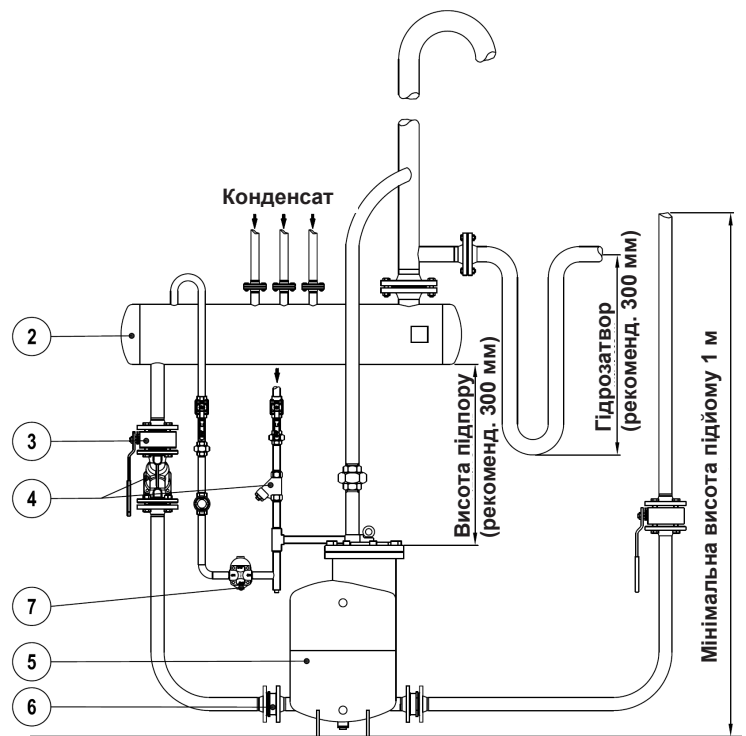 Конденсат
2
3
4
7
5
6
Висота підпору
(рекоменд. 300 мм)
Гідрозатвор
(рекоменд. 300 мм)
Мінімальна висота підйому 1 м